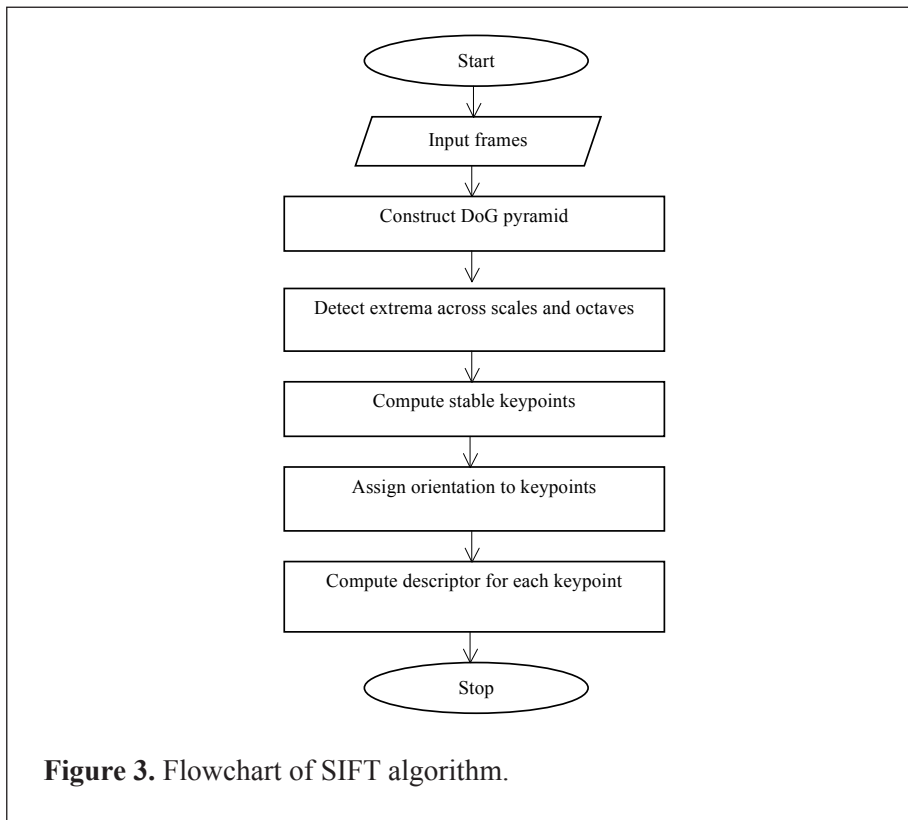 Start
Input frames
Construct DoG pyramid
Detect extrema across scales and octaves
Compute stable keypoints
Assign orientation to keypoints
Compute descriptor for each keypoint
Stop
Figure 3. Flowchart of SIFT algorithm.